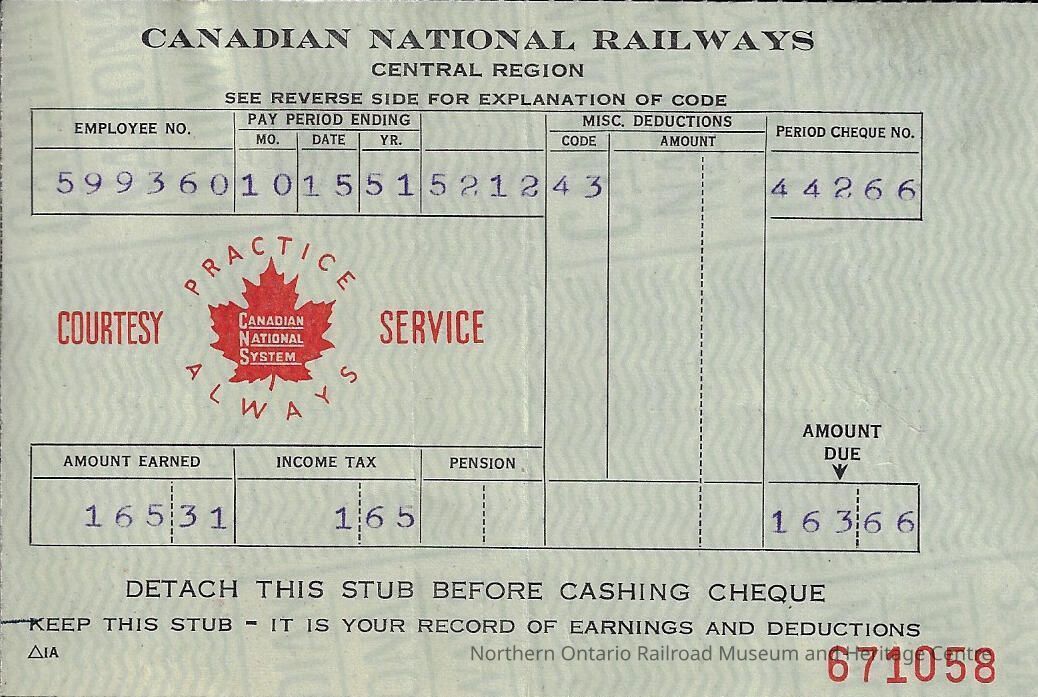 CANADIAN NATIONAL RAILWAYS
CENTRAL REGION
SEE REVERSE SIDE FOR EXPLANATION OF CODE
EMPLOYEE NO. PAY PERIOD ENDING MISC. DEDUCTIONS PERIOD CHEQUE NO.
MO. DATE YR. CODE AMOUNT
599360 10 15 51 5212 43 44266
PRACTICE
COURTESY CANADIAN NATIONAL SYSTEM SERVICE
ALWAYS
AMOUNT DUE
AMOUNT EARNED INCOME TAX PENSION
165 31 1 65 163 66
DETACH THIS STUB BEFORE CASHING CHEQUE
KEEP THIS STUB - IT IS YOUR RECORD OF EARNINGS AND DEDUCTIONS
△1A Northern Ontario Railroad Museum and Heritage Centre 671058